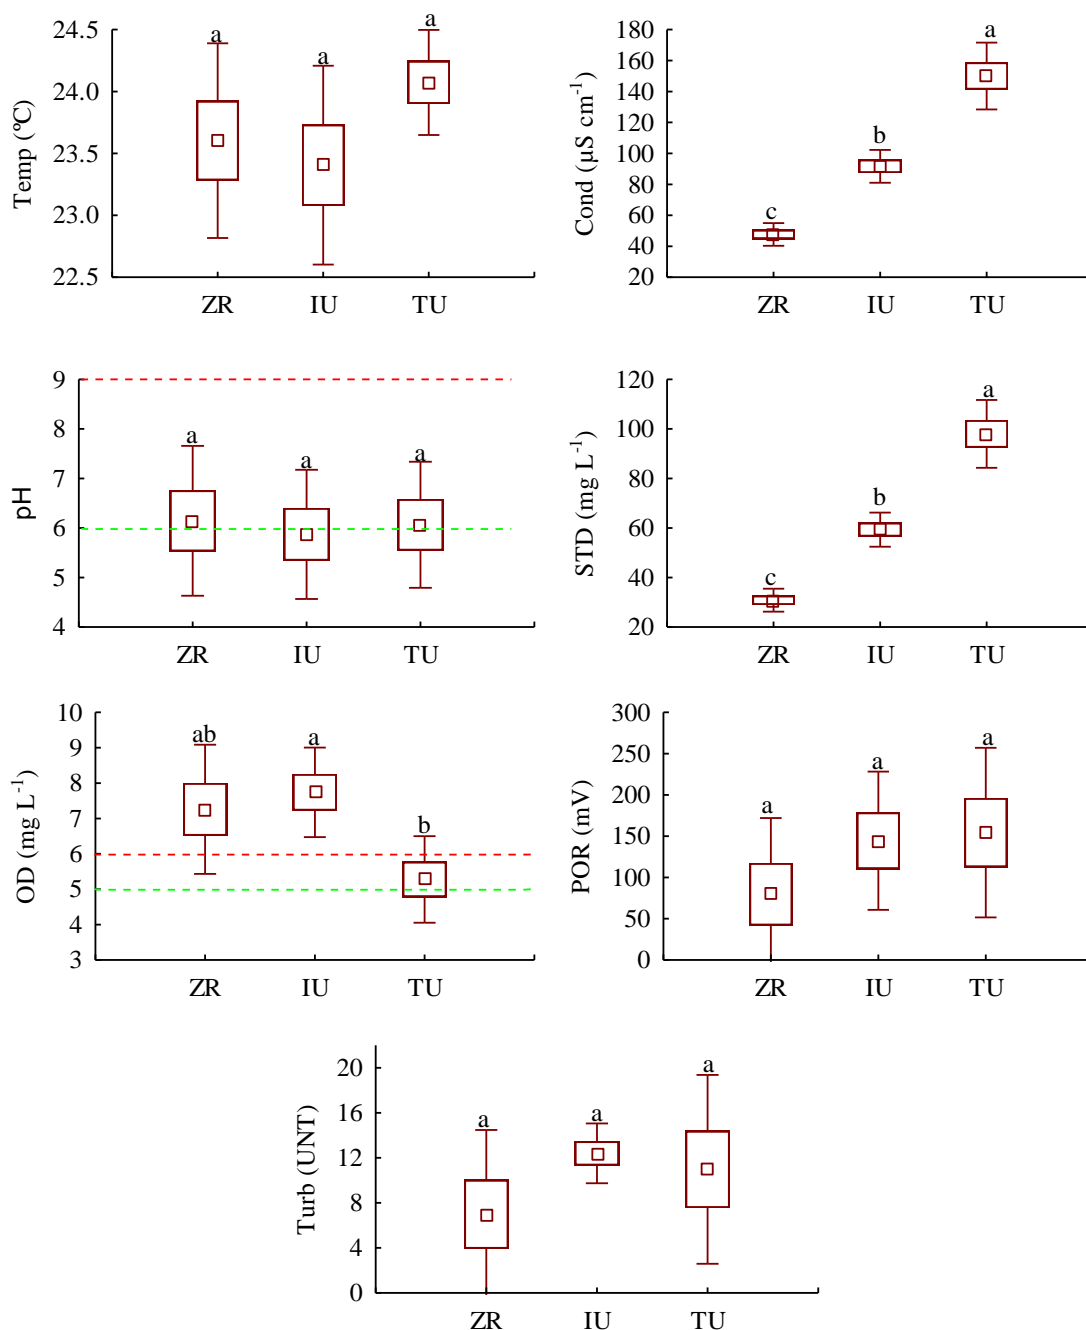 Temp (ºC)
24.5
24.0
23.5
23.0
22.5
a
a
a
ZR
IU
TU
Cond (µS cm-1)
180
160
140
120
100
80
60
40
20
c
b
a
ZR
IU
TU
pH
9
8
7
6
5
4
a
a
a
ZR
IU
TU
STD (mg L-1)
120
100
80
60
40
20
c
b
a
ZR
IU
TU
OD (mg L-1)
10
9
8
7
6
5
4
3
ab
a
b
ZR
IU
TU
POR (mV)
300
250
200
150
100
50
0
a
a
a
ZR
IU
TU
Turb (UNT)
20
16
12
8
4
0
a
a
a
ZR
IU
TU